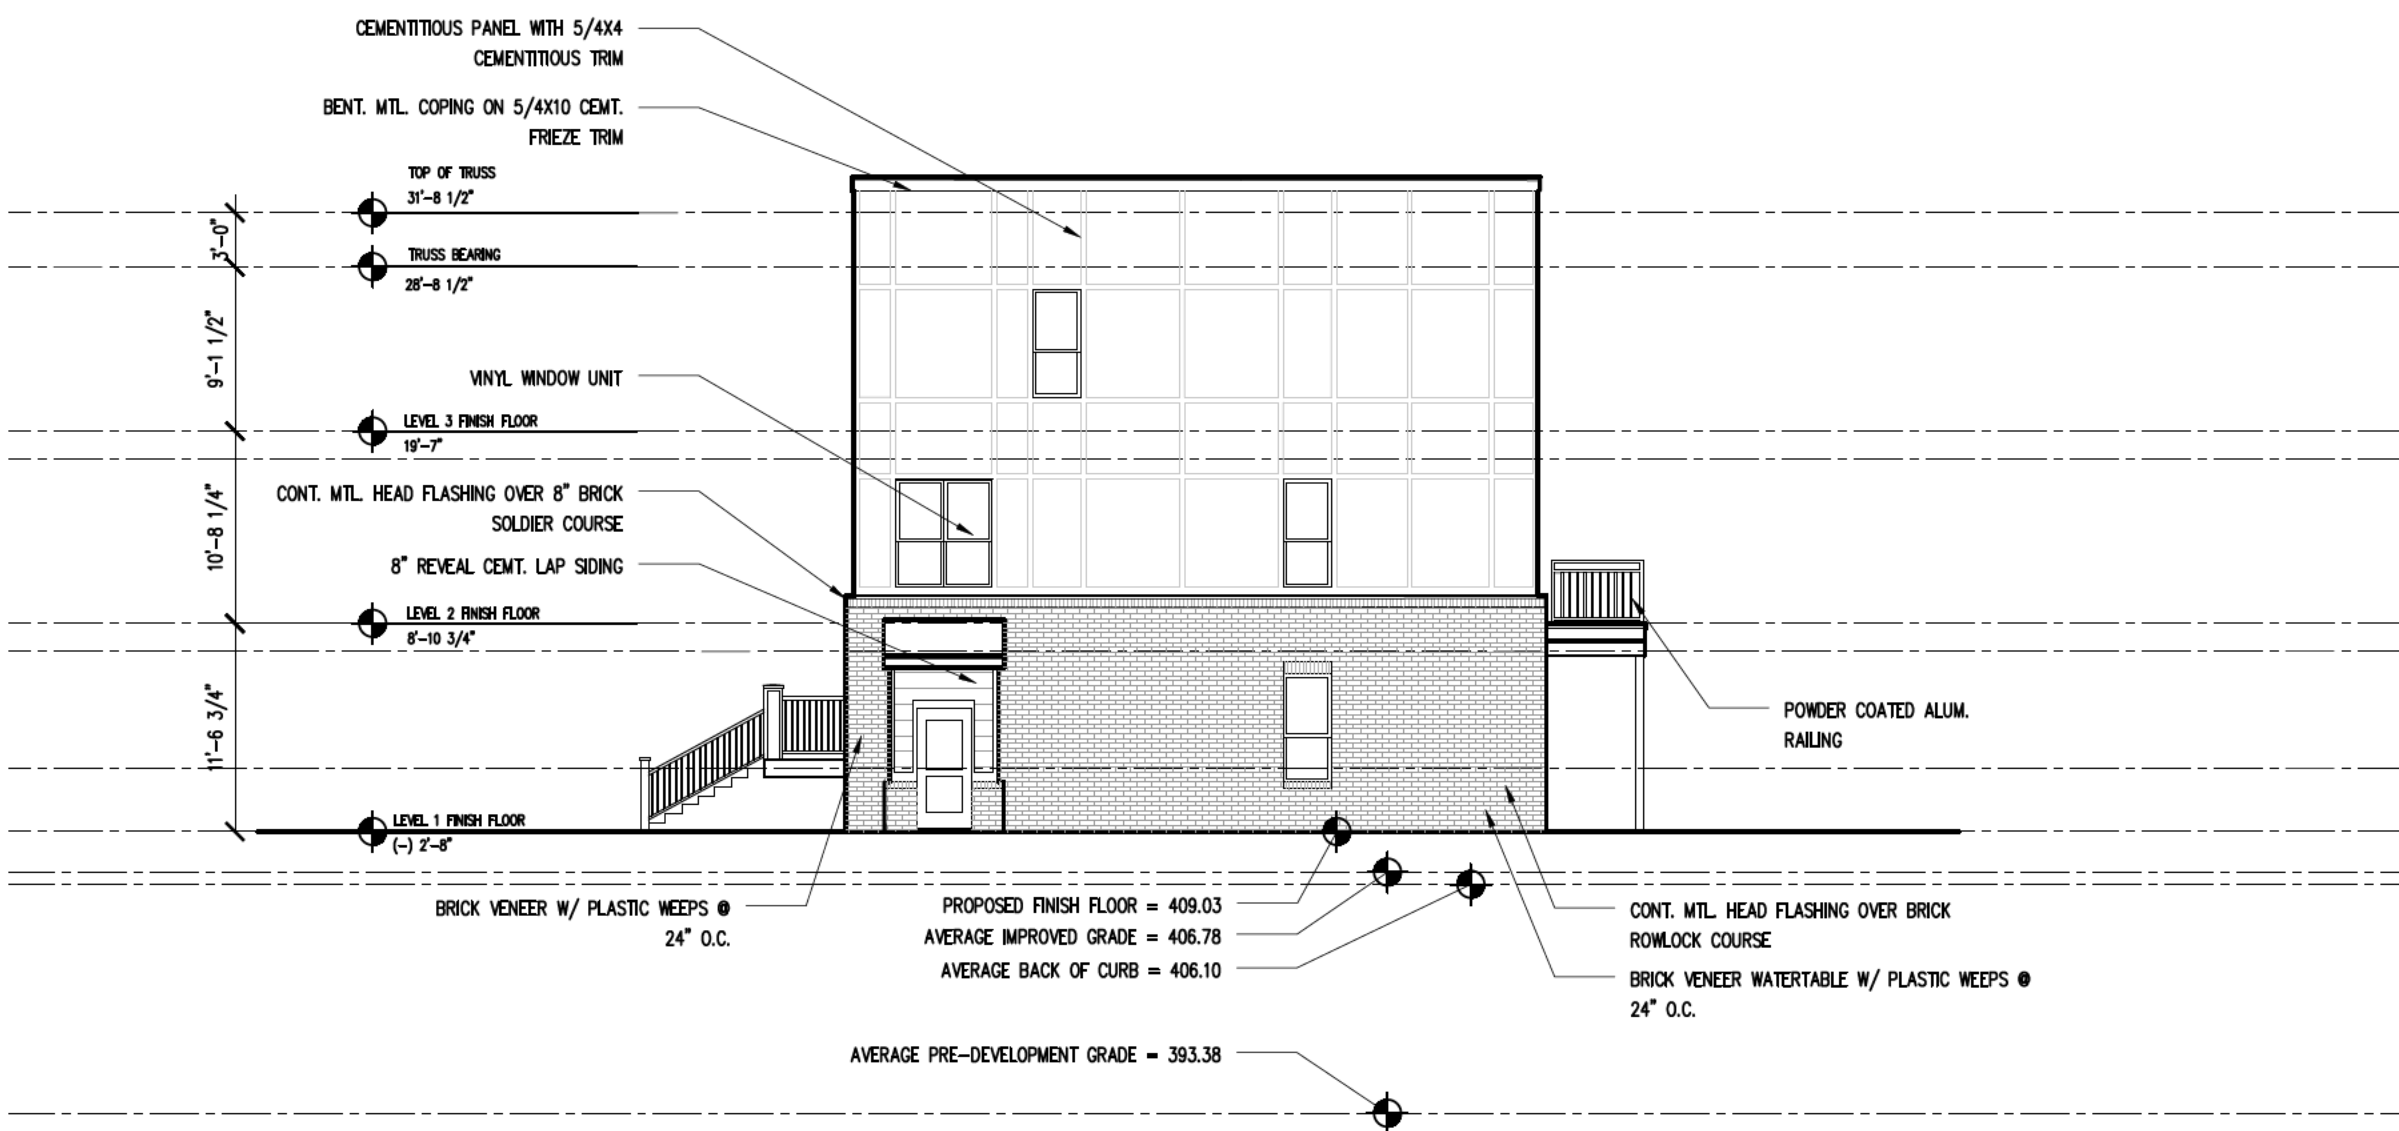 CEMENTITIOUS PANEL WITH 5/4X4
CEMENTITIOUS TRIM
BENT. MTL. COPING ON 5/4X10 CEMT.
FRIEZE TRIM
TOP OF TRUSS
31'-8 1/2"
3'-0"
TRUSS BEARING
28'-8 1/2"
9'-1 1/2"
VINYL WINDOW UNIT
LEVEL 3 FINISH FLOOR
19'-7"
CONT. MTL. HEAD FLASHING OVER 8" BRICK
SOLDIER COURSE
10'-8 1/4"
8" REVEAL CEMT. LAP SIDING
LEVEL 2 FINISH FLOOR
8'-10 3/4"
11'-6 3/4"
POWDER COATED ALUM.
RAILING
LEVEL 1 FINISH FLOOR
(-) 2'-8"
BRICK VENEER W/ PLASTIC WEEPS @
24" O.C.
PROPOSED FINISH FLOOR = 409.03
AVERAGE IMPROVED GRADE = 406.78
AVERAGE BACK OF CURB = 406.10
CONT. MTL. HEAD FLASHING OVER BRICK
ROWLOCK COURSE
BRICK VENEER WATERTABLE W/ PLASTIC WEEPS @
24" O.C.
AVERAGE PRE-DEVELOPMENT GRADE = 393.38